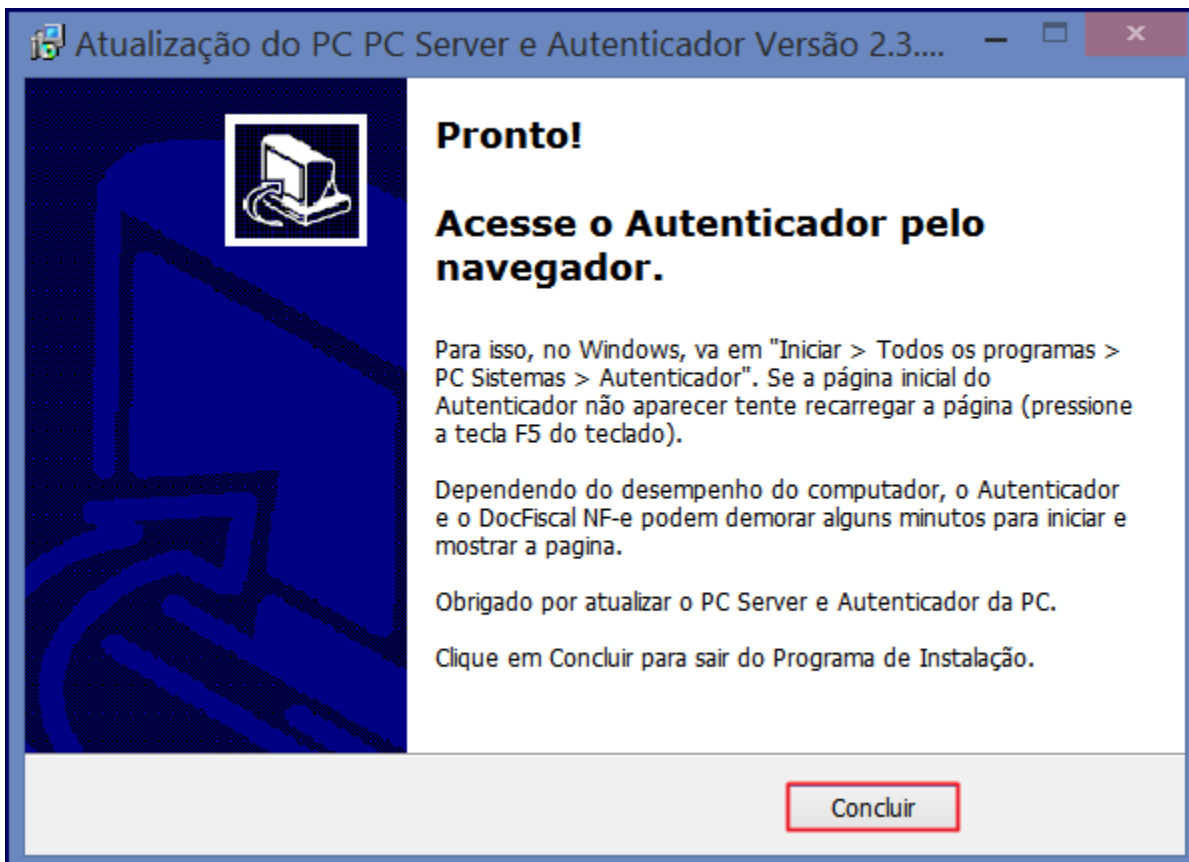 Atualização do PC PC Server e Autenticador Versão 2.3....
Pronto!
Acesse o Autenticador pelo
navegador.
Para isso, no Windows, va em "Iniciar > Todos os programas >
PC Sistemas > Autenticador". Se a página inicial do
Autenticador não aparecer tente recarregar a página (pressione
a tecla F5 do teclado).
Dependendo do desempenho do computador, o Autenticador
e o DocFiscal NF-e podem demorar alguns minutos para iniciar e
mostrar a pagina.
Obrigado por atualizar o PC Server e Autenticador da PC.
Clique em Concluir para sair do Programa de Instalação.
Concluir